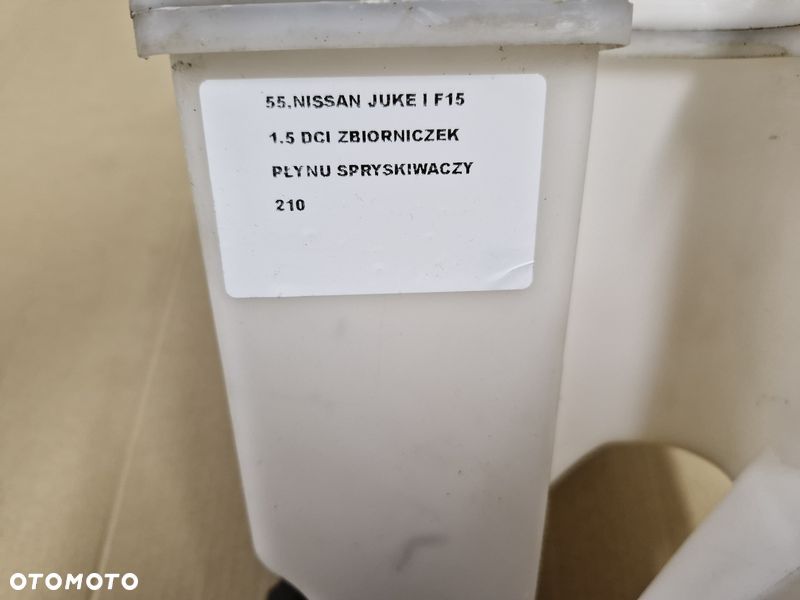 55.NISSAN JUKE I F15
1.5 DCI ZBIORNICZEK
PŁYNU SPRYSKIWACZY
210
OTOMOTO